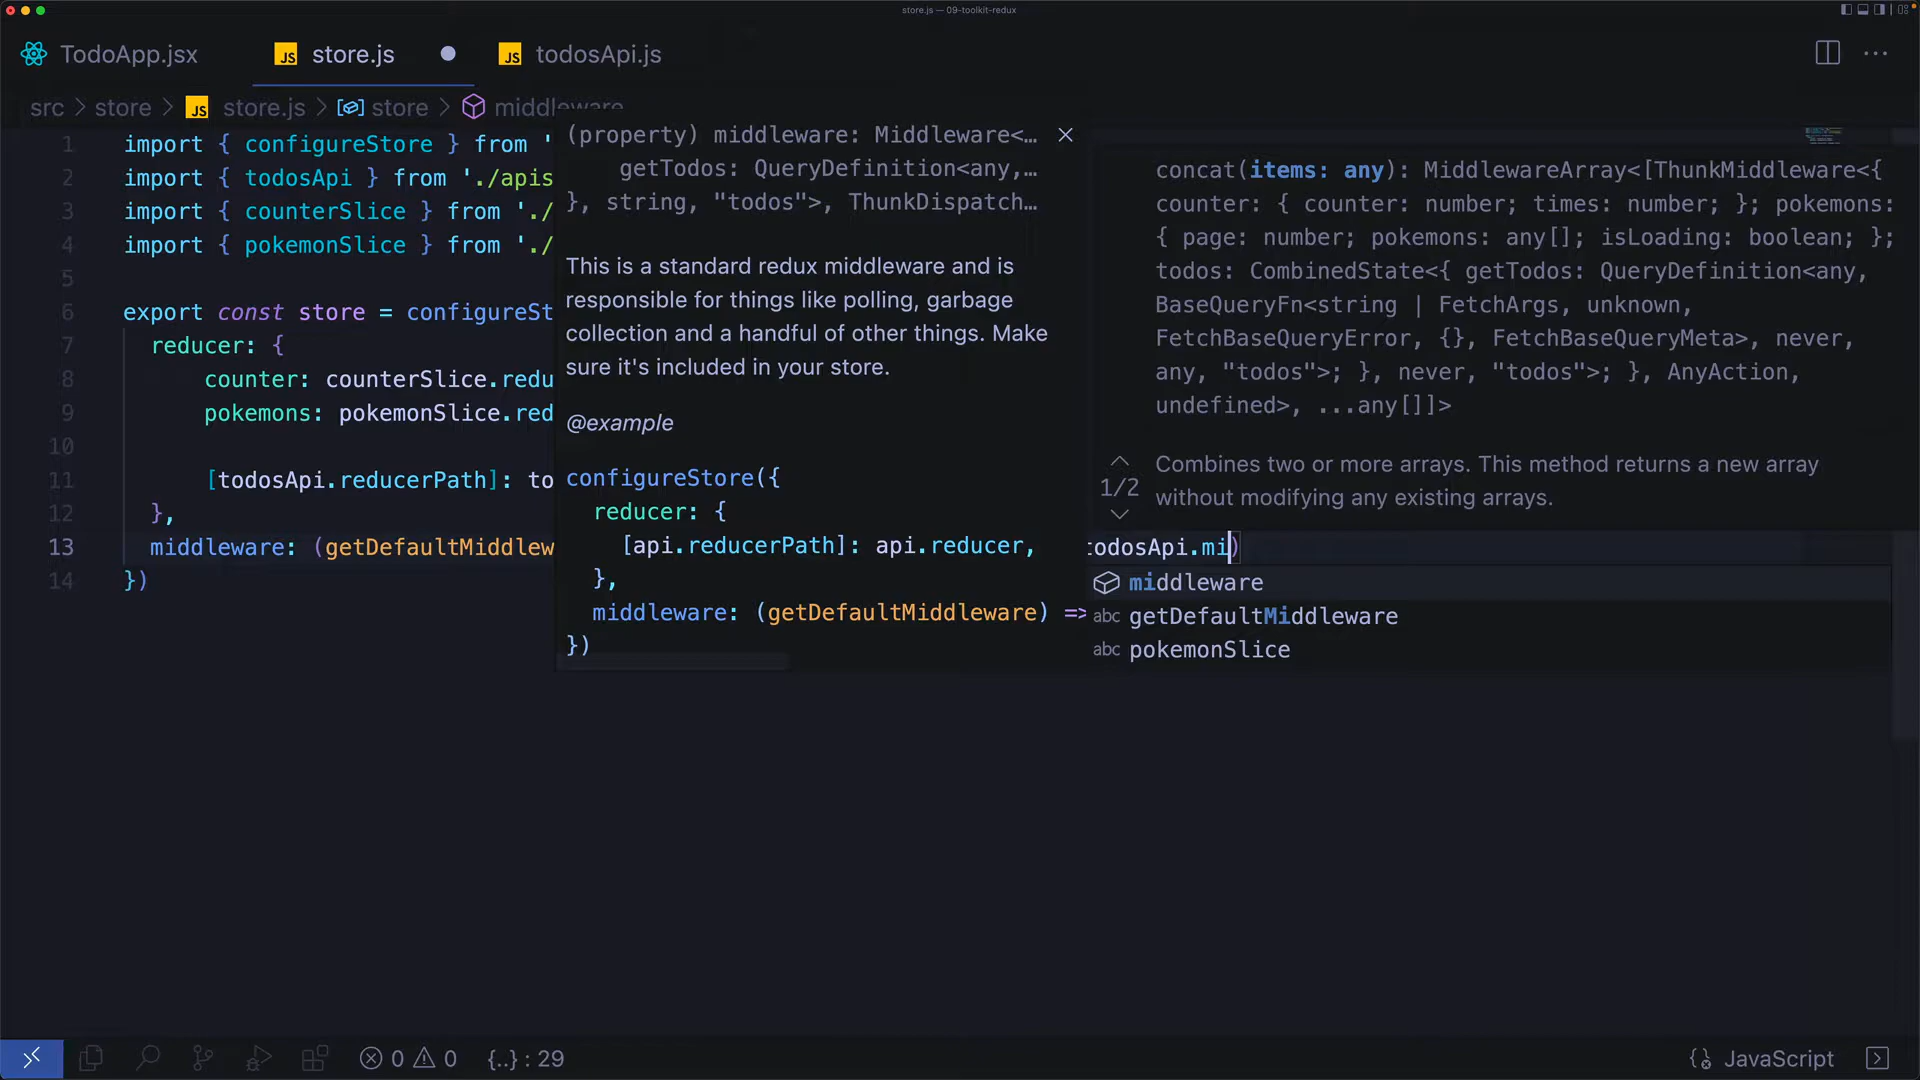 store.js — 09-toolkit-redux
TodoApp.jsx
store.js
todosApi.js
src > store > JS store.js > store > middleware
1 import { configureStore } from '
2 import { todosApi } from './apis
3 import { counterSlice } from './
4 import { pokemonSlice } from './
5
6 export const store = configureSt
7 reducer: {
8 counter: counterSlice.redu
9 pokemons: pokemonSlice.red
10
11 [todosApi.reducerPath]: to
12 },
13 middleware: (getDefaultMiddlew
14 })
(property) middleware: Middleware<…
getTodos: QueryDefinition<any,…
}, string, "todos">, ThunkDispatch…
This is a standard redux middleware and is
responsible for things like polling, garbage
collection and a handful of other things. Make
sure it's included in your store.
@example
configureStore({
reducer: {
[api.reducerPath]: api.reducer,
},
middleware: (getDefaultMiddleware) =>
})
concat(items: any): MiddlewareArray<[ThunkMiddleware<{
counter: { counter: number; times: number; }; pokemons:
{ page: number; pokemons: any[]; isLoading: boolean; };
todos: CombinedState<{ getTodos: QueryDefinition<any,
BaseQueryFn<string | FetchArgs, unknown,
FetchBaseQueryError, {}, FetchBaseQueryMeta>, never,
any, "todos">; }, never, "todos">; }, AnyAction,
undefined>, ...any[]]>
1/2
Combines two or more arrays. This method returns a new array
without modifying any existing arrays.
todosApi.mi)
middleware
abc getDefaultMiddleware
abc pokemonSlice
0 0 {..} : 29
JavaScript